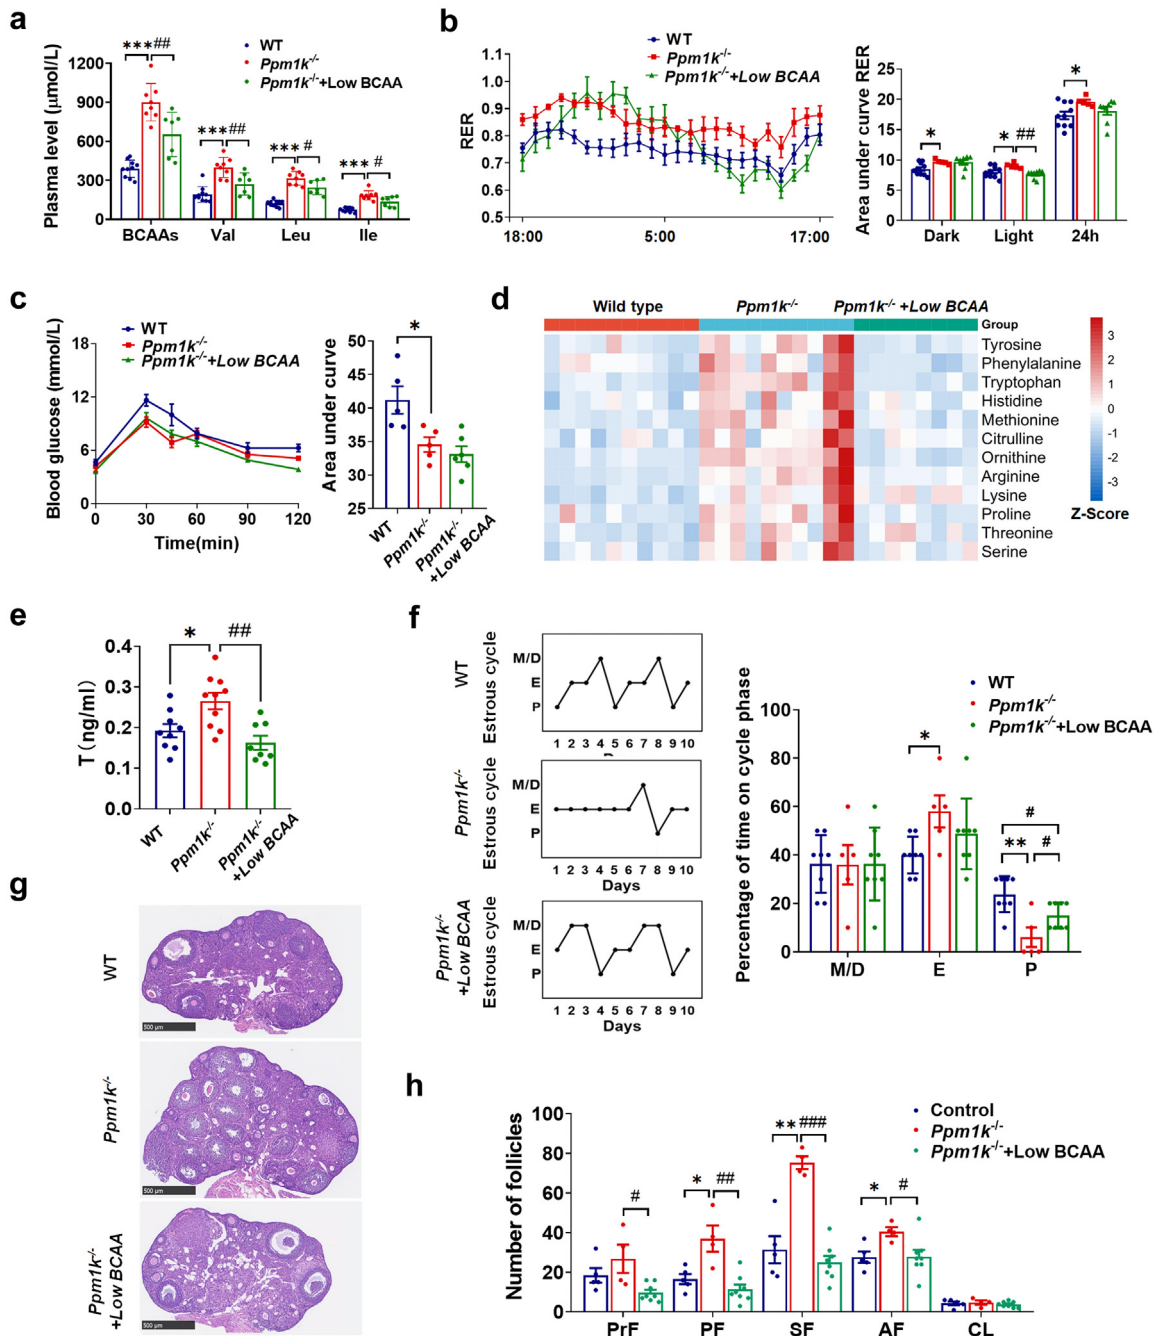 a
WT
Ppm1k-/-
Ppm1k-/-+Low BCAA
Plasma level (μmol/L)
1200
900
600
300
0
*** ##
*** ##
*** #
*** #
BCAAs Val Leu Ile
b
WT
Ppm1k-/-
Ppm1k-/-+Low BCAA
RER
1.1
1.0
0.9
0.8
0.7
0.6
0.5
18:00 5:00 17:00
Area under curve RER
25
20
15
10
5
0
*
* ##
*
Dark Light 24h
c
WT
Ppm1k-/-
Ppm1k-/-+Low BCAA
Blood glucose (mmol/L)
18
12
6
0
0 30 60 90 120
Time(min)
Area under curve
50
45
40
35
30
25
*
WT
Ppm1k-/-
Ppm1k-/-
+Low BCAA
d
Wild type Ppm1k-/- Ppm1k-/- +Low BCAA
Group
Tyrosine
Phenylalanine
Tryptophan
Histidine
Methionine
Citrulline
Ornithine
Arginine
Lysine
Proline
Threonine
Serine
3
2
1
0
-1
-2
-3
Z-Score
e
T(ng/ml)
0.4
0.3
0.2
0.1
0.0
* ##
WT
Ppm1k-/-
Ppm1k-/-
+Low BCAA
f
WT
Estrous cycle
M/D
E
P
1 2 3 4 5 6 7 8 9 10
Ppm1k-/-
Estrous cycle
M/D
E
P
1 2 3 4 5 6 7 8 9 10
Days
Ppm1k-/-
+Low BCAA
Estrous cycle
M/D
E
P
1 2 3 4 5 6 7 8 9 10
Days
WT
Ppm1k-/-
Ppm1k-/-+Low BCAA
Percentage of time on cycle phase
100
80
60
40
20
0
*
#
** #
M/D E P
g
WT
500 μm
Ppm1k-/-
500 μm
Ppm1k-/-
+Low BCAA
500 μm
h
Control
Ppm1k-/-
Ppm1k-/-+Low BCAA
Number of follicles
100
80
60
40
20
0
#
* ##
** ###
* #
PrF PF SF AF CL